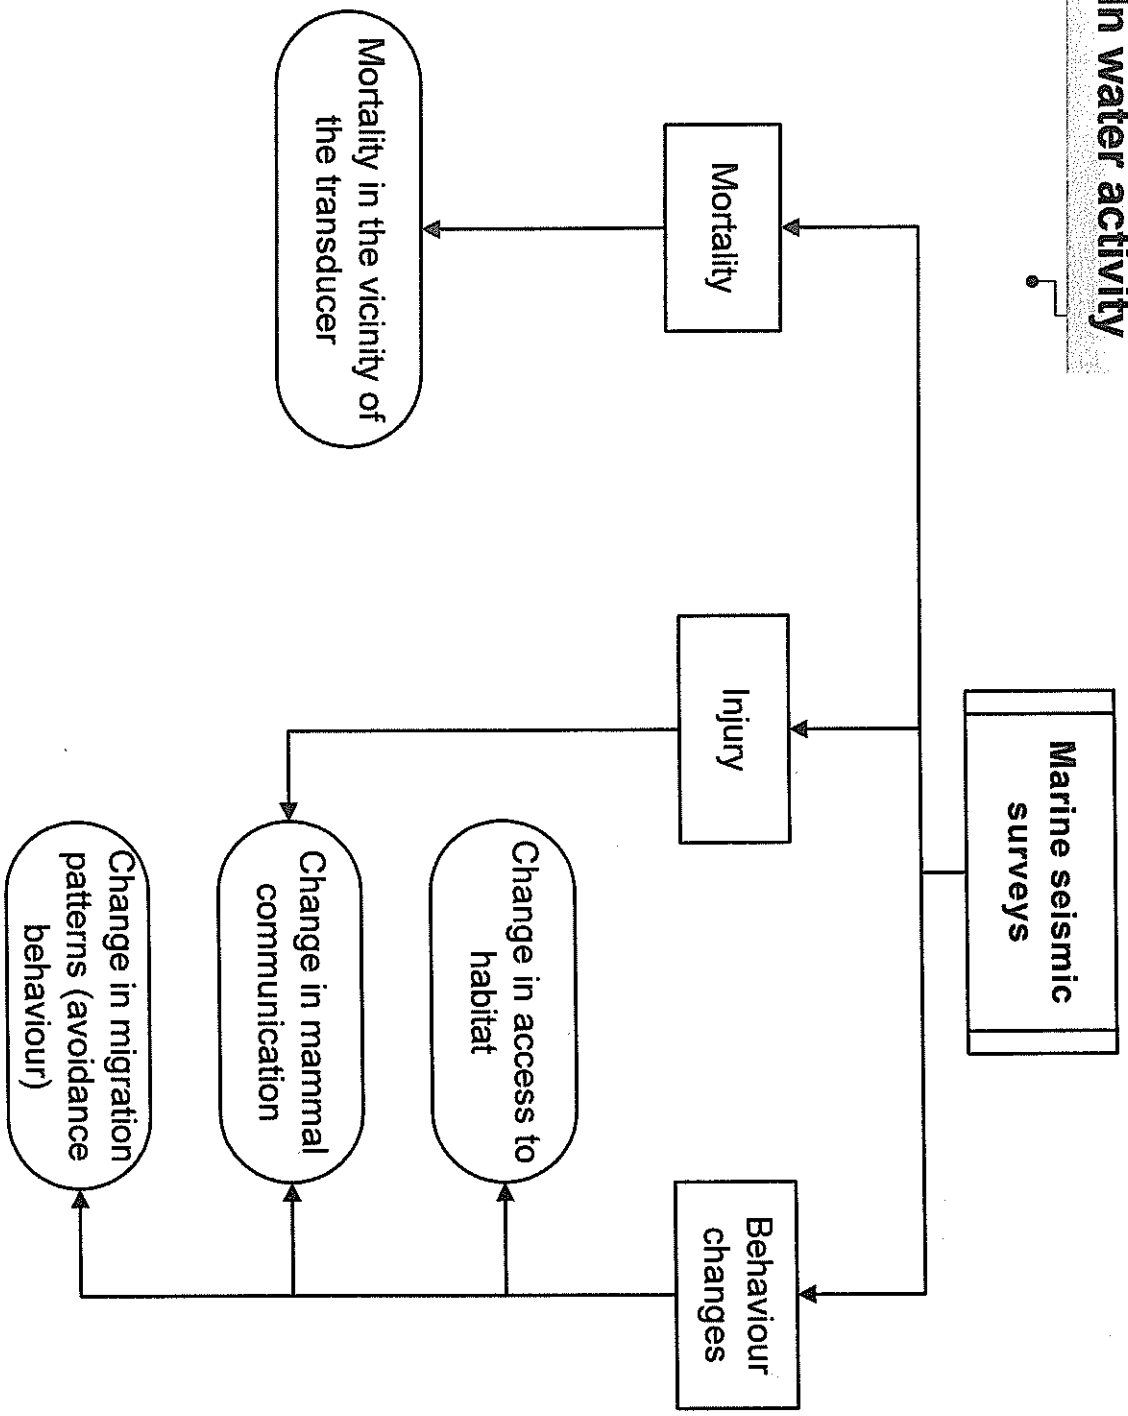 In water activity
Marine seismic
surveys
Mortality
Injury
Behaviour
changes
Mortality in the vicinity of
the transducer
Change in access to
habitat
Change in mammal
communication
Change in migration
patterns (avoidance
behaviour)